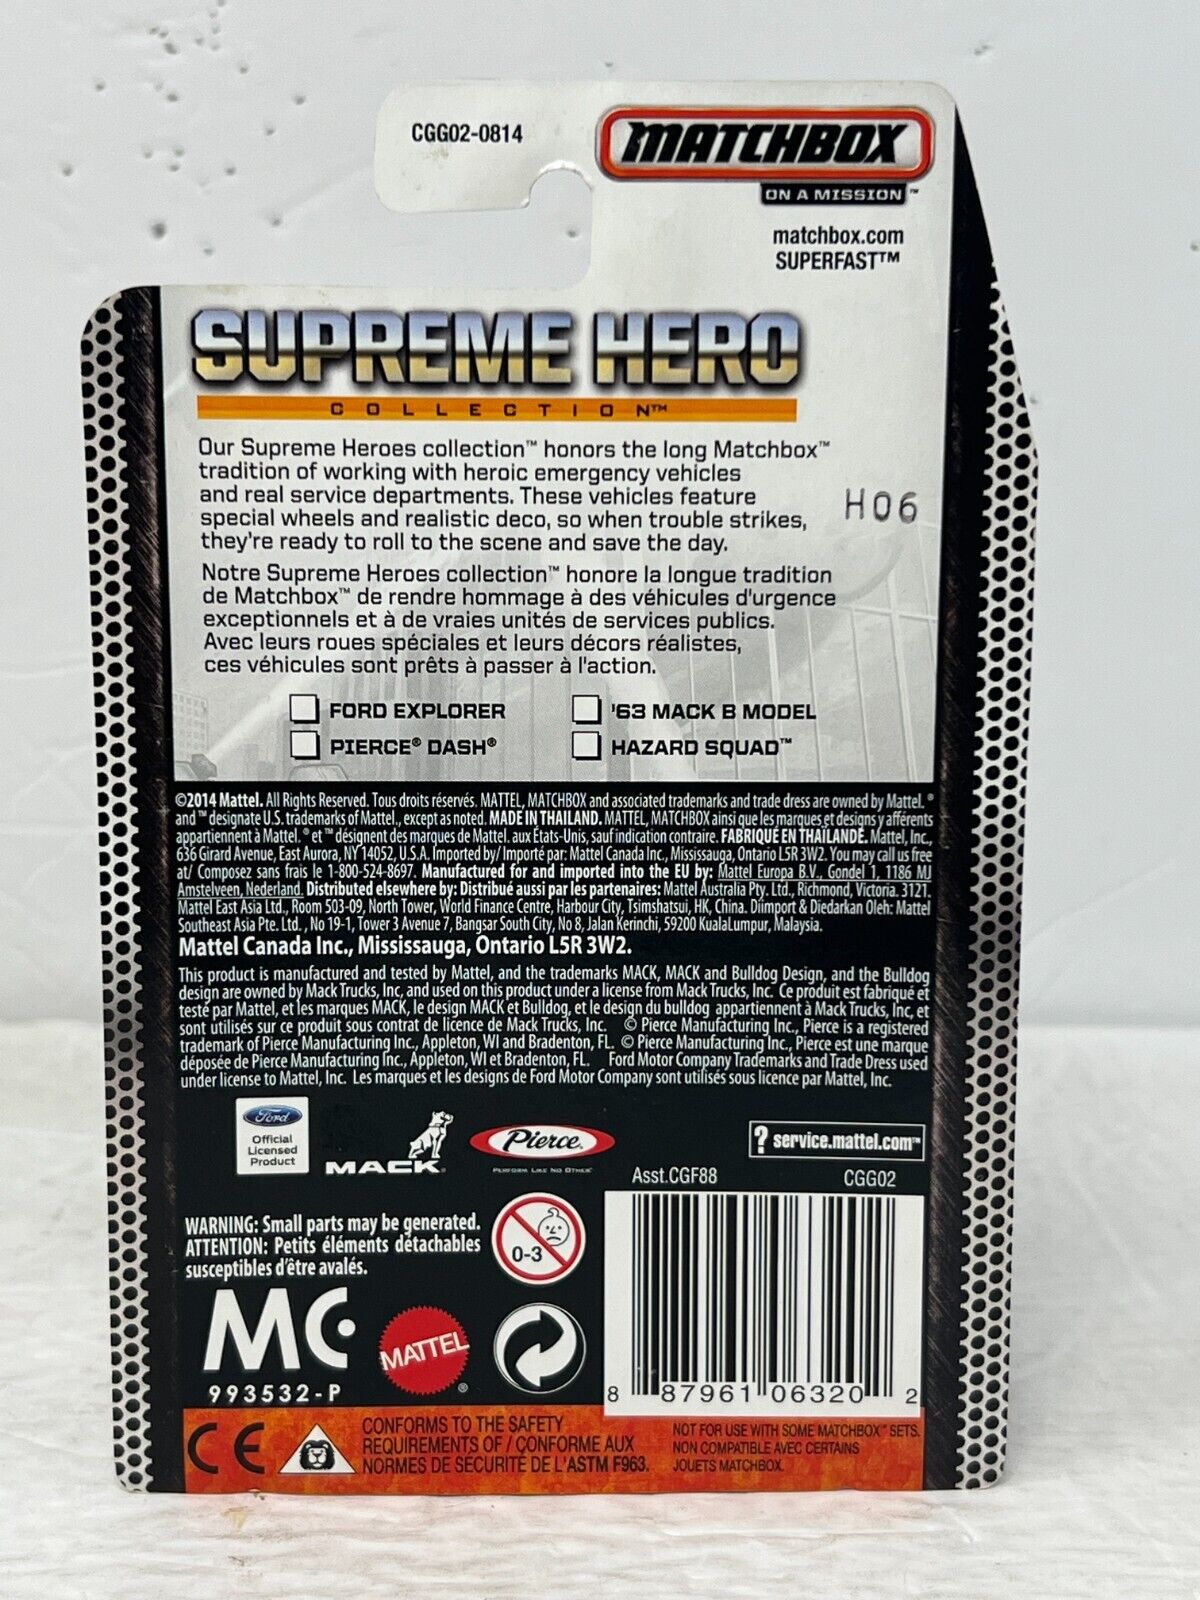 CGG02-0814
MATCHBOX
ON A MISSION™
matchbox.com
SUPERFAST™
SUPREME HERO
COLLECTION™
Our Supreme Heroes collection™ honors the long Matchbox™
tradition of working with heroic emergency vehicles
and real service departments. These vehicles feature
special wheels and realistic deco, so when trouble strikes,
they're ready to roll to the scene and save the day.
H06
Notre Supreme Heroes collection™ honore la longue tradition
de Matchbox™ de rendre hommage à des véhicules d'urgence
exceptionnels et à de vraies unités de services publics.
Avec leurs roues spéciales et leurs décors réalistes,
ces véhicules sont prêts à passer à l'action.
FORD EXPLORER
'63 MACK B MODEL
PIERCE® DASH®
HAZARD SQUAD™
©2014 Mattel. All Rights Reserved. Tous droits réservés. MATTEL, MATCHBOX and associated trademarks and trade dress are owned by Mattel. ®
and ™ designate U.S. trademarks of Mattel., except as noted. MADE IN THAILAND. MATTEL, MATCHBOX ainsi que les marques et designs y afférents
appartiennent à Mattel. ® et ™ désignent des marques de Mattel. aux États-Unis, sauf indication contraire. FABRIQUÉ EN THAÏLANDE. Mattel, Inc.,
636 Girard Avenue, East Aurora, NY 14052, U.S.A. Imported by/ Importé par: Mattel Canada Inc., Mississauga, Ontario L5R 3W2. You may call us free
at/ Composez sans frais le 1-800-524-8697. Manufactured for and imported into the EU by: Mattel Europa B.V., Gondel 1, 1186 MJ
Amstelveen, Nederland. Distributed elsewhere by: Distribué aussi par les partenaires: Mattel Australia Pty. Ltd., Richmond, Victoria. 3121.
Mattel East Asia Ltd., Room 503-09, North Tower, World Finance Centre, Harbour City, Tsimshatsui, HK, China. Diimport & Diedarkan Oleh: Mattel
Southeast Asia Pte. Ltd., No 19-1, Tower 3 Avenue 7, Bangsar South City, No 8, Jalan Kerinchi, 59200 KualaLumpur, Malaysia.
Mattel Canada Inc., Mississauga, Ontario L5R 3W2.
This product is manufactured and tested by Mattel, and the trademarks MACK, MACK and Bulldog Design, and the Bulldog
design are owned by Mack Trucks, Inc, and used on this product under a license from Mack Trucks, Inc. Ce produit est fabriqué et
testé par Mattel, et les marques MACK, le design MACK et Bulldog, et le design du bulldog appartiennent à Mack Trucks, Inc, et
sont utilisés sur ce produit sous contrat de licence de Mack Trucks, Inc. © Pierce Manufacturing Inc., Pierce is a registered
trademark of Pierce Manufacturing Inc., Appleton, WI and Bradenton, FL. © Pierce Manufacturing Inc., Pierce est une marque
déposée de Pierce Manufacturing Inc., Appleton, WI et Bradenton, FL. Ford Motor Company Trademarks and Trade Dress used
under license to Mattel, Inc. Les marques et les designs de Ford Motor Company sont utilisés sous licence par Mattel, Inc.
Ford
Official
Licensed
Product
MACK®
Pierce®
PERFORM LIKE NO OTHER™
? service.mattel.com™
Asst.CGF88
CGG02
WARNING: Small parts may be generated.
ATTENTION: Petits éléments détachables
susceptibles d'être avalés.
0-3
MC
993532-P
MATTEL®
8 87961 06320 2
CE
CONFORMS TO THE SAFETY
REQUIREMENTS OF / CONFORME AUX
NORMES DE SÉCURITÉ DE L'ASTM F963.
NOT FOR USE WITH SOME MATCHBOX™ SETS.
NON COMPATIBLE AVEC CERTAINS
JOUETS MATCHBOX.